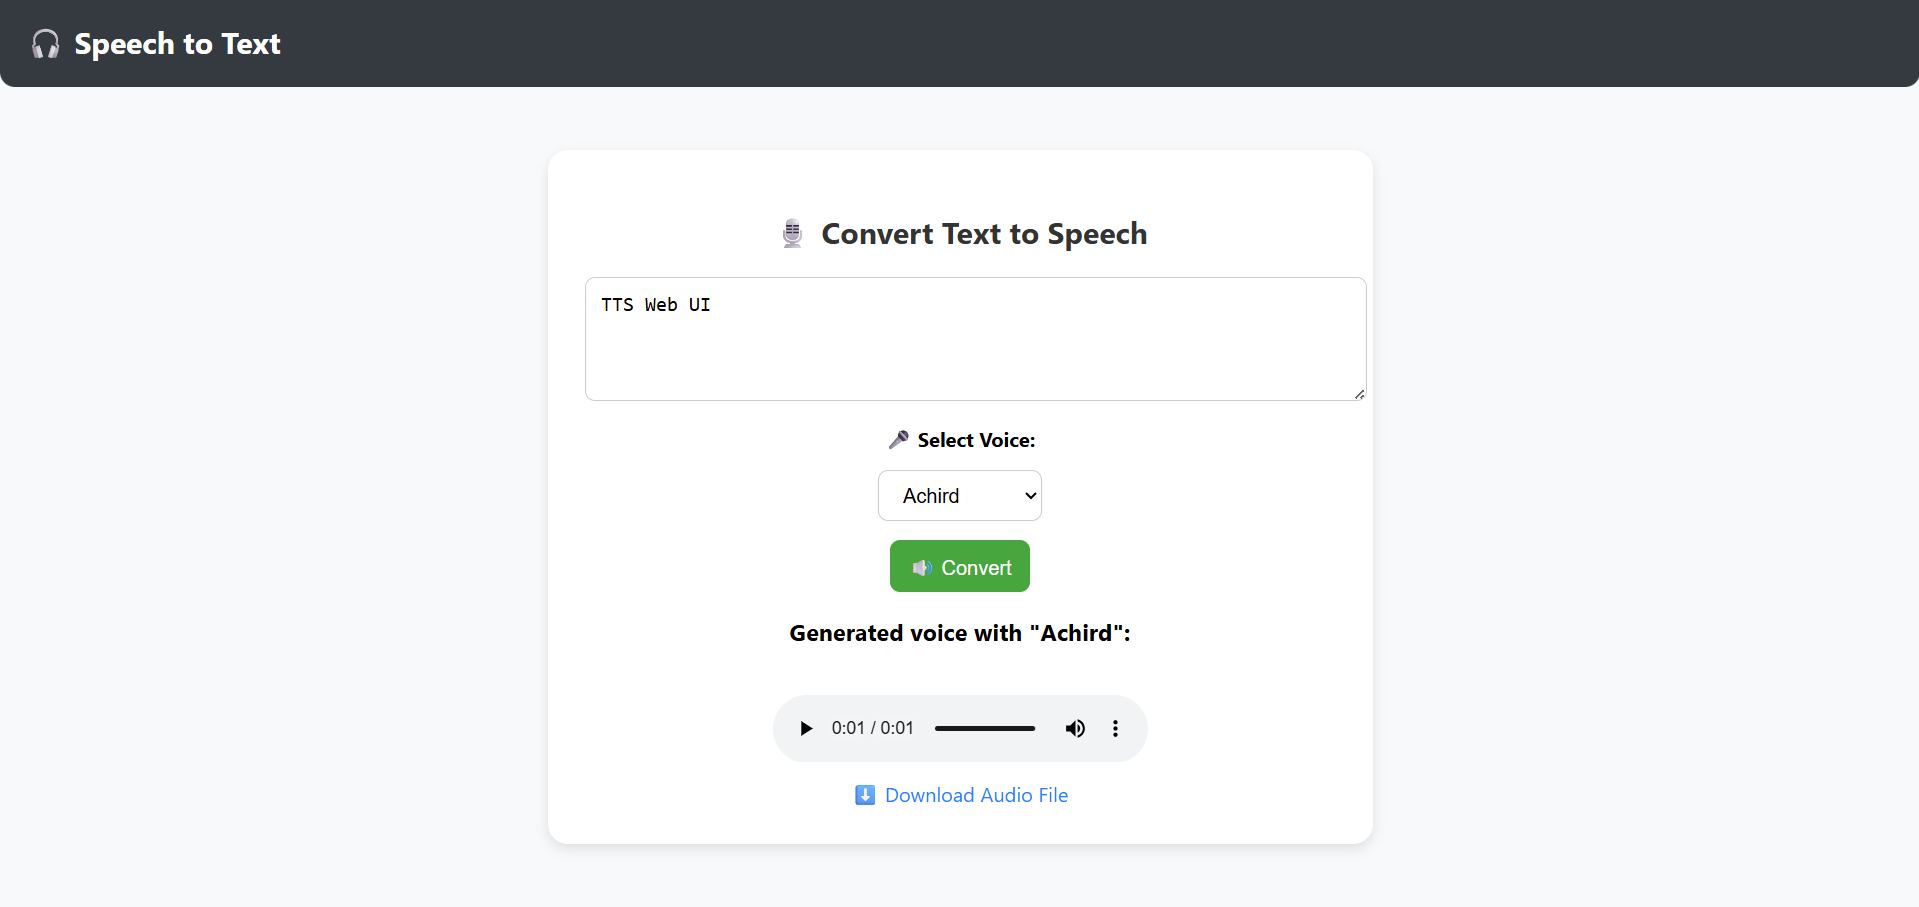 Speech to Text
Convert Text to Speech
TTS Web UI
Select Voice:
Achird
Convert
Generated voice with "Achird":
0:01 / 0:01
Download Audio File